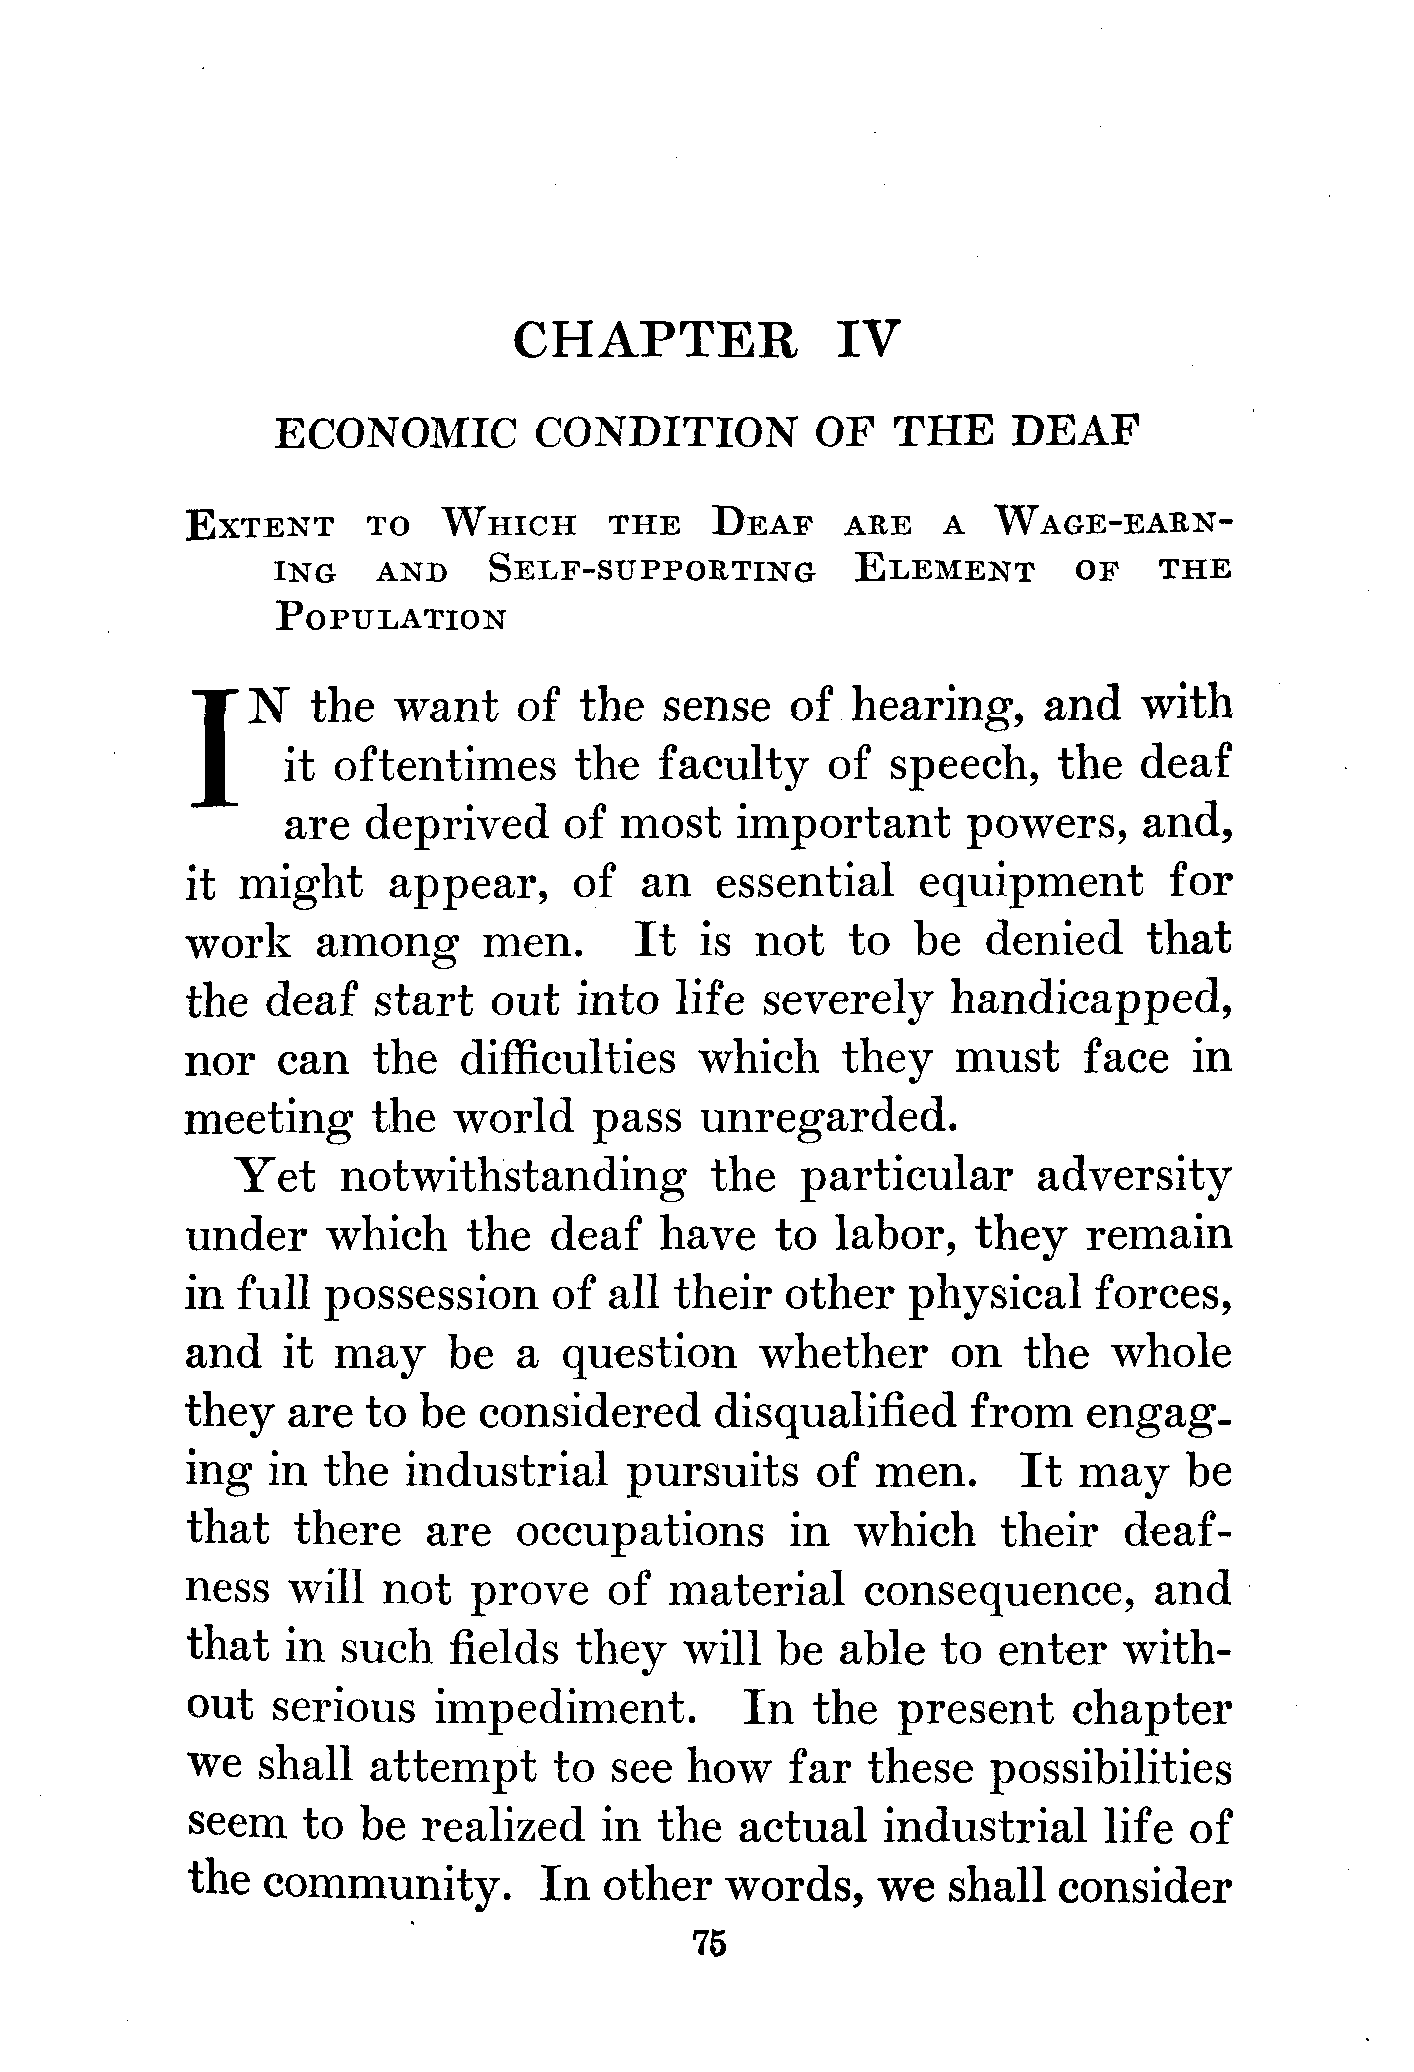 CHAPTER IV
ECONOMIC CONDITION OF THE DEAF
Extent to Which the Deaf are a Wage-earn-
ing and Self-supporting Element of the
Population
IN the want of the sense of hearing, and with
it oftentimes the faculty of speech, the deaf
are deprived of most important powers, and,
it might appear, of an essential equipment for
work among men. It is not to be denied that
the deaf start out into life severely handicapped,
nor can the difficulties which they must face in
meeting the world pass unregarded.
Yet notwithstanding the particular adversity
under which the deaf have to labor, they remain
in full possession of all their other physical forces,
and it may be a question whether on the whole
they are to be considered disqualified from engag-
ing in the industrial pursuits of men. It may be
that there are occupations in which their deaf-
ness will not prove of material consequence, and
that in such fields they will be able to enter with-
out serious impediment. In the present chapter
we shall attempt to see how far these possibilities
seem to be realized in the actual industrial life of
the community. In other words, we shall consider
75